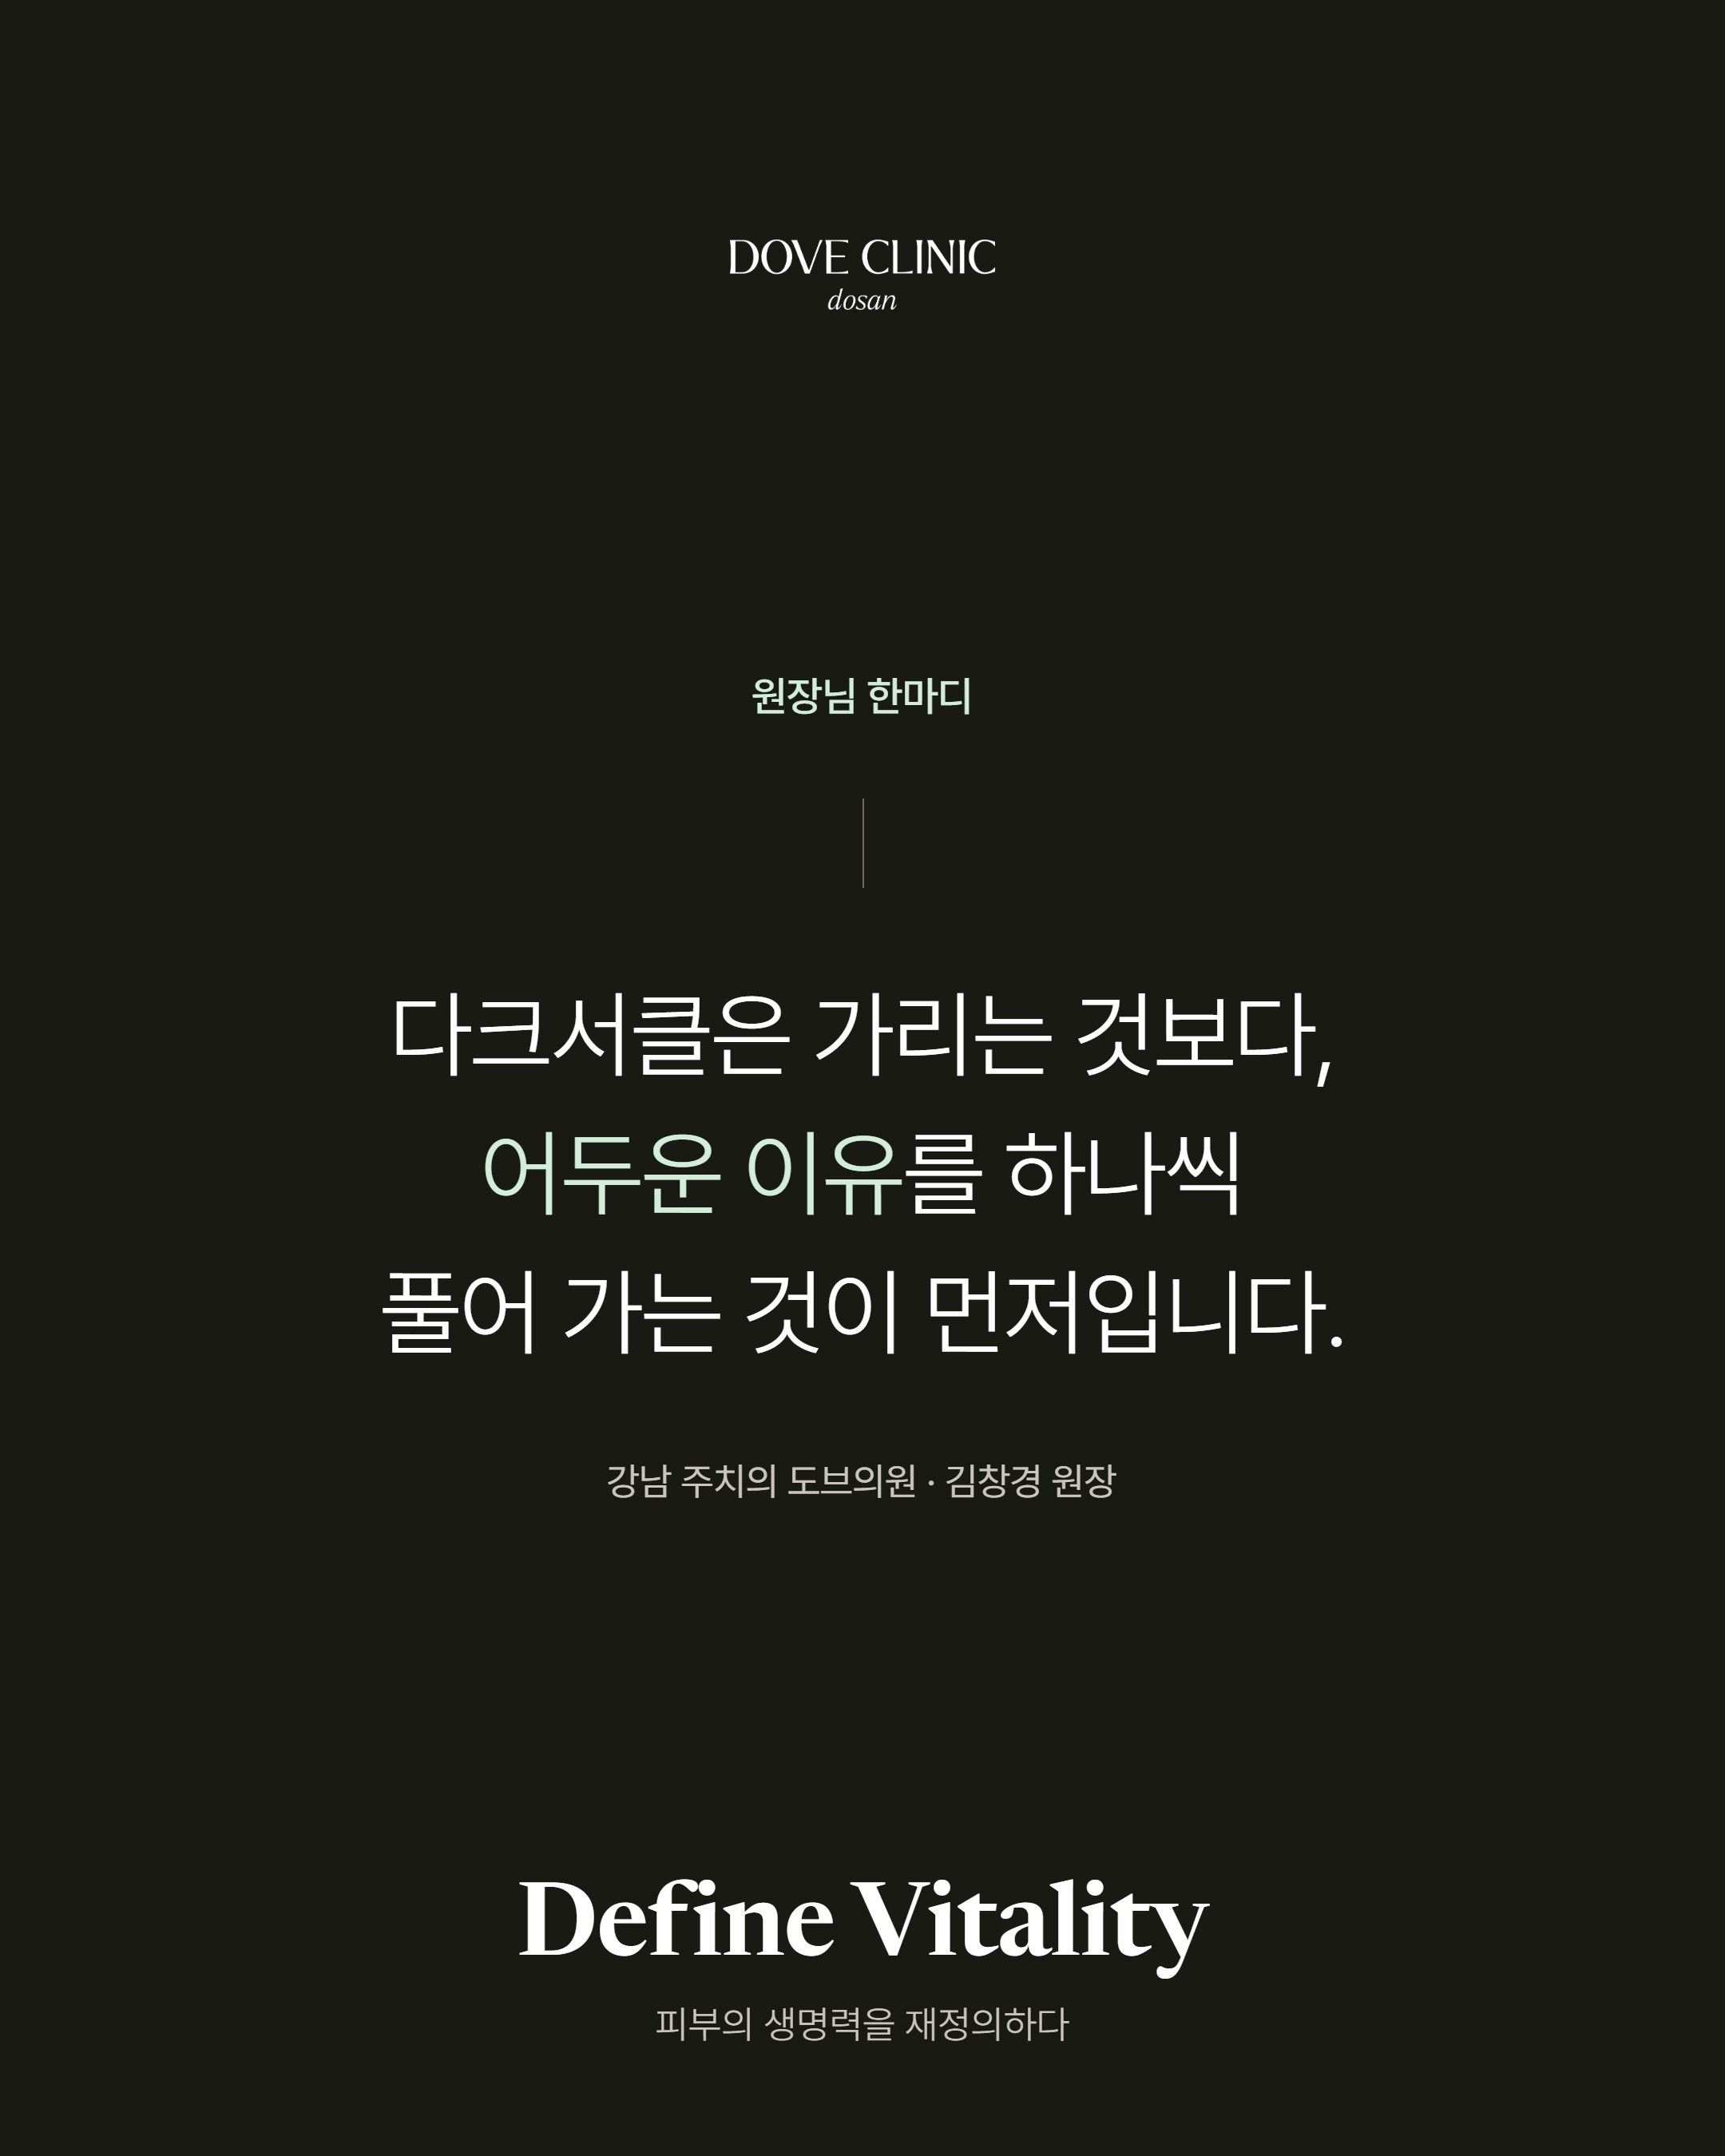 DOVE CLINIC
dosan
원장님 한마디
다크서클은 가리는 것보다,
어두운 이유를 하나씩
풀어 가는 것이 먼저입니다.
강남 주치의 도브의원 · 김창경 원장
Define Vitality
피부의 생명력을 재정의하다